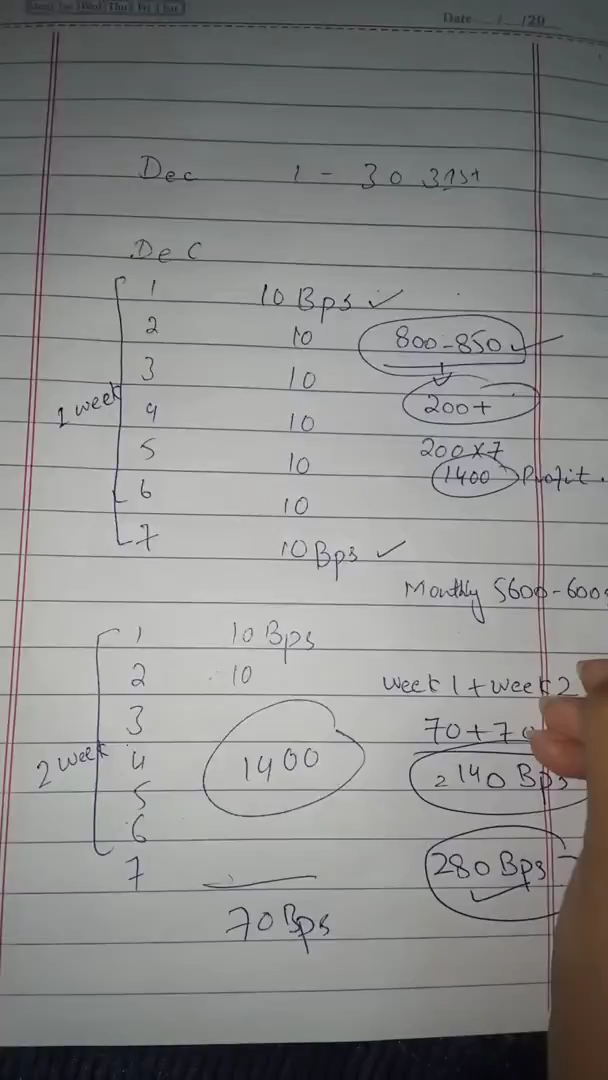 Date / /20
Dec 1 - 30 31st
Dec
1 week
1 10 Bps ✓
2 10 800-850 ✓
3 10
4 10 200+
5 10 200x7
6 10 1400 Profit.
7 10 Bps ✓
Monthly 5600-600
2 week
1 10 Bps
2 10 week 1 + week 2
3 70+70
4 1400 = 140 Bps
5
6
7 280 Bps
70 Bps